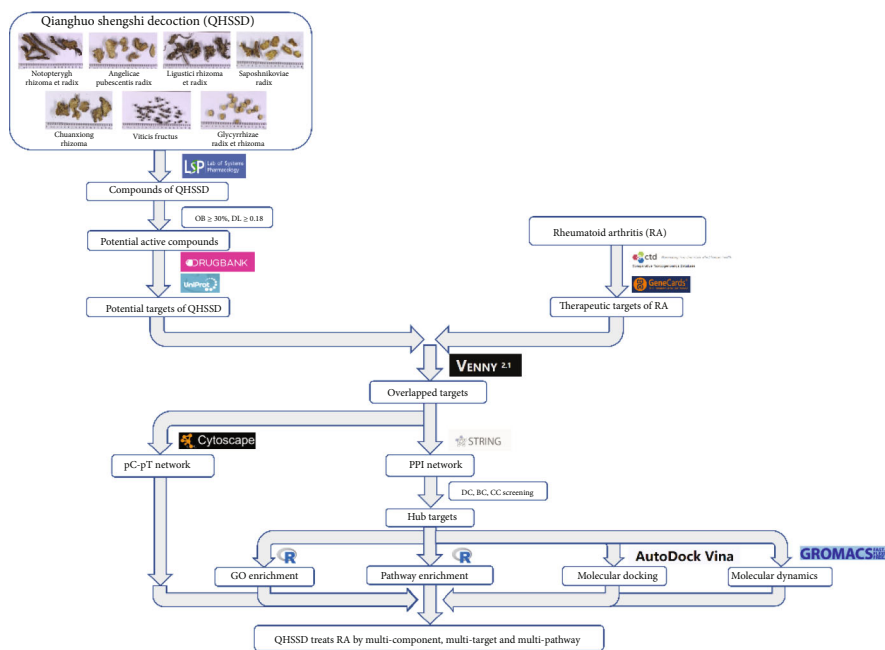 Qianghuo shengshi decoction (QHSSD)
Notopterygh
rhizoma et radix
Angelicae
pubescentis radix
Ligustici rhizoma
et radix
Saposhnikoviae
radix
Chuanxiong
rhizoma
Viticis fructus
Glycyrrhizae
radix et rhizoma
LSP Lab of Systems
Pharmacology
Compounds of QHSSD
OB ≥ 30%, DL ≥ 0.18
Potential active compounds
DRUGBANK
UniProt
Potential targets of QHSSD
Rheumatoid arthritis (RA)
ctd
Comparative Toxicogenomics Database
GeneCards
Therapeutic targets of RA
VENNY 2.1
Overlapped targets
Cytoscape
STRING
pC-pT network
PPI network
DC, BC, CC screening
Hub targets
R
R
AutoDock Vina
GROMACS
GO enrichment
Pathway enrichment
Molecular docking
Molecular dynamics
QHSSD treats RA by multi-component, multi-target and multi-pathway